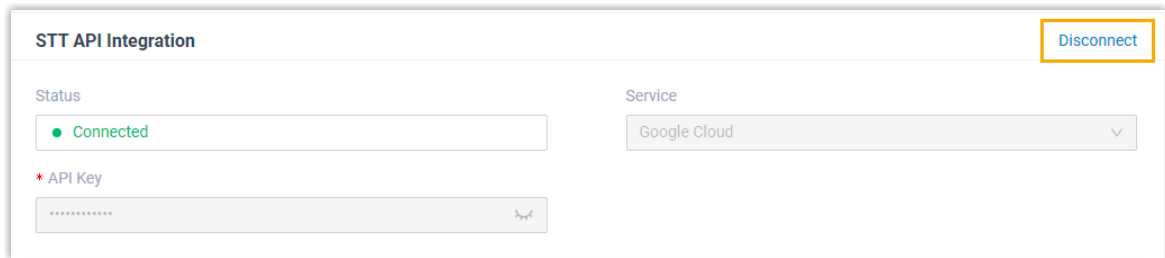 STT API Integration
Disconnect
Status
Service
Connected
Google Cloud
* API Key
············